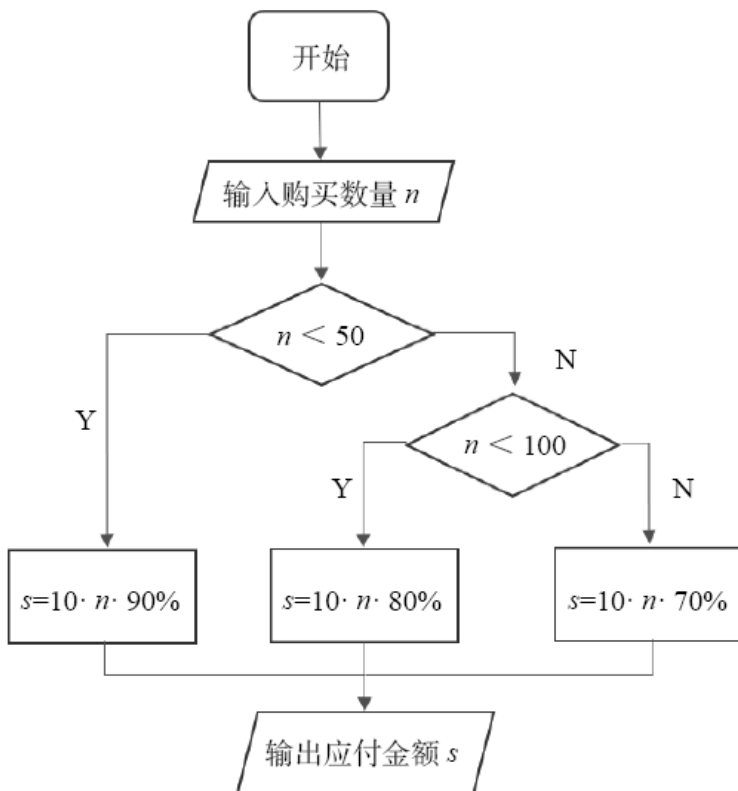 开始
输入购买数量 n
n < 50
Y
N
n < 100
Y
N
s=10· n· 90%
s=10· n· 80%
s=10· n· 70%
输出应付金额 s